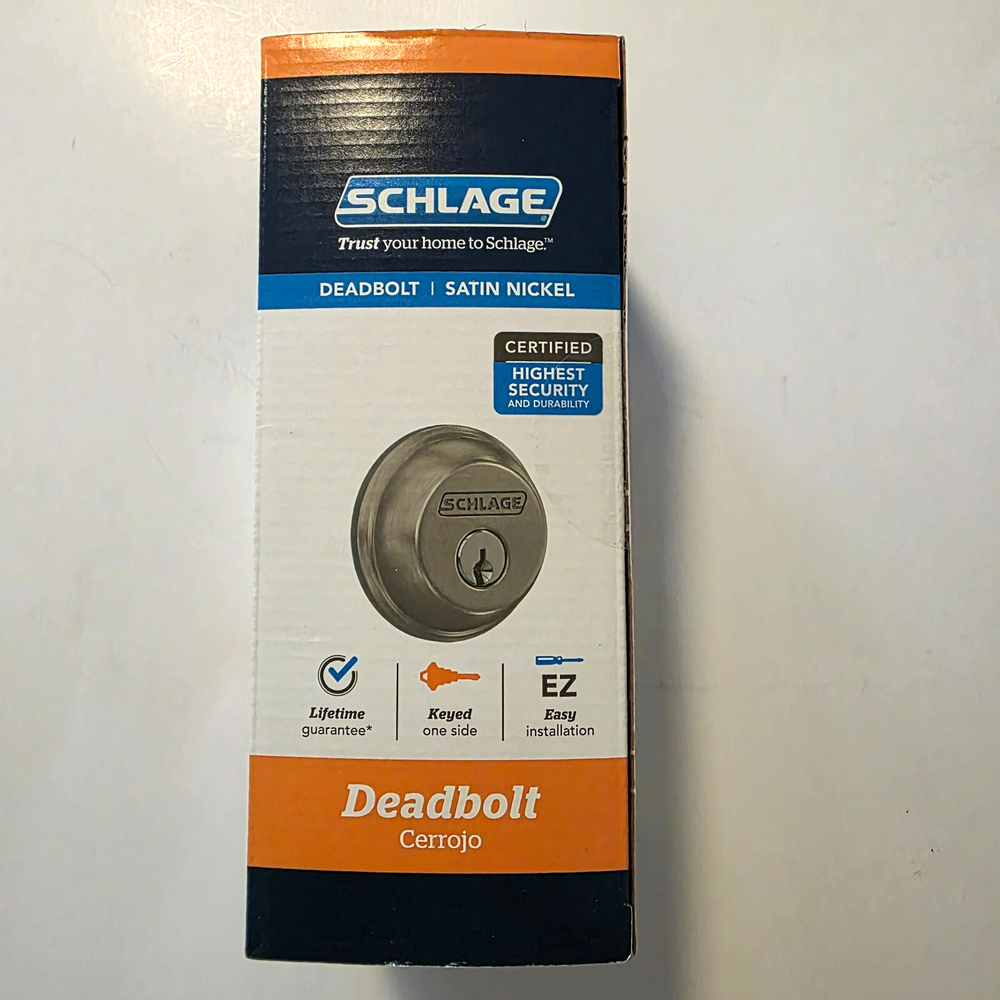 SCHLAGE®
Trust your home to Schlage.™
DEADBOLT | SATIN NICKEL
CERTIFIED
HIGHEST
SECURITY
AND DURABILITY
SCHLAGE
EZ
Lifetime
guarantee*
Keyed
one side
Easy
installation
Deadbolt
Cerrojo